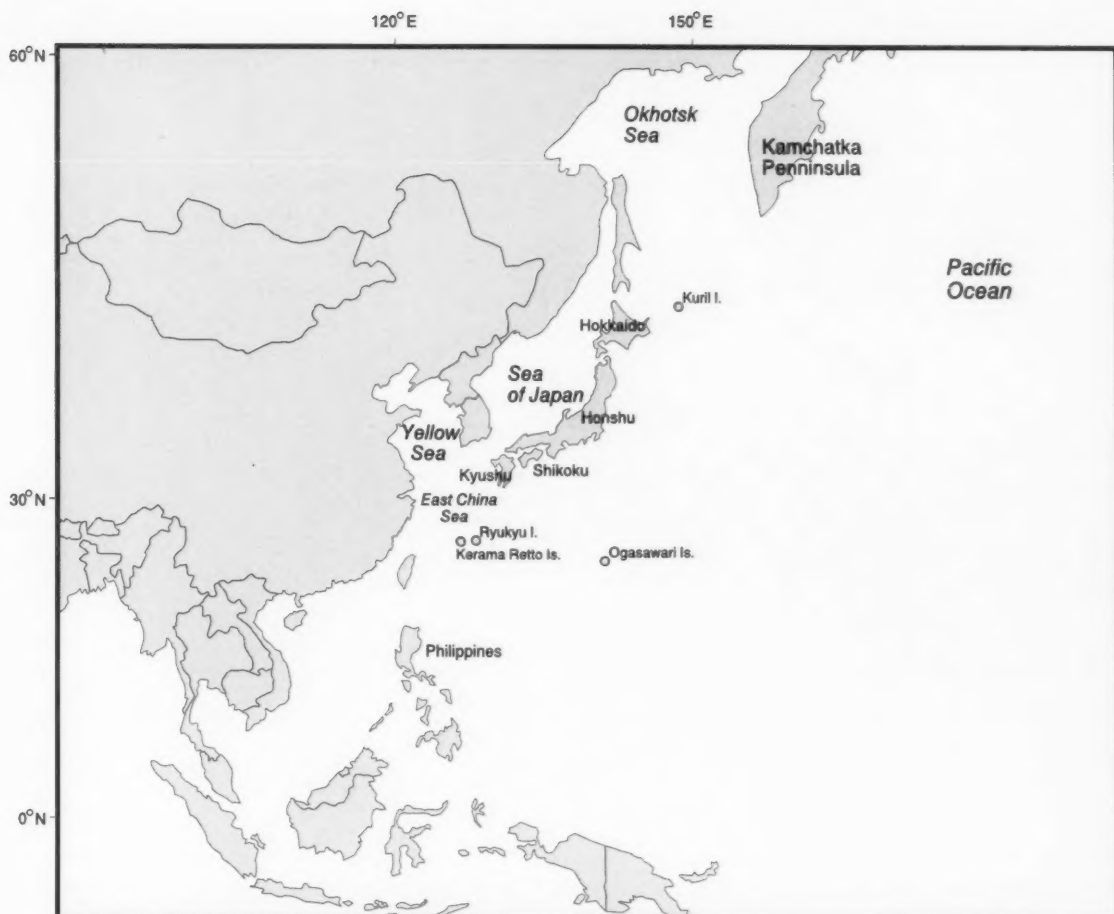 120°E
150°E
60°N
Okhotsk
Sea
Kamchatka
Penninsula
Pacific
Ocean
Kuril I.
Hokkaido
Sea
of Japan
Honshu
Yellow
Sea
Kyushu
Shikoku
30°N
East China
Sea
Ryukyu I.
Kerama Retto Is.
Ogasawari Is.
Philippines
0°N